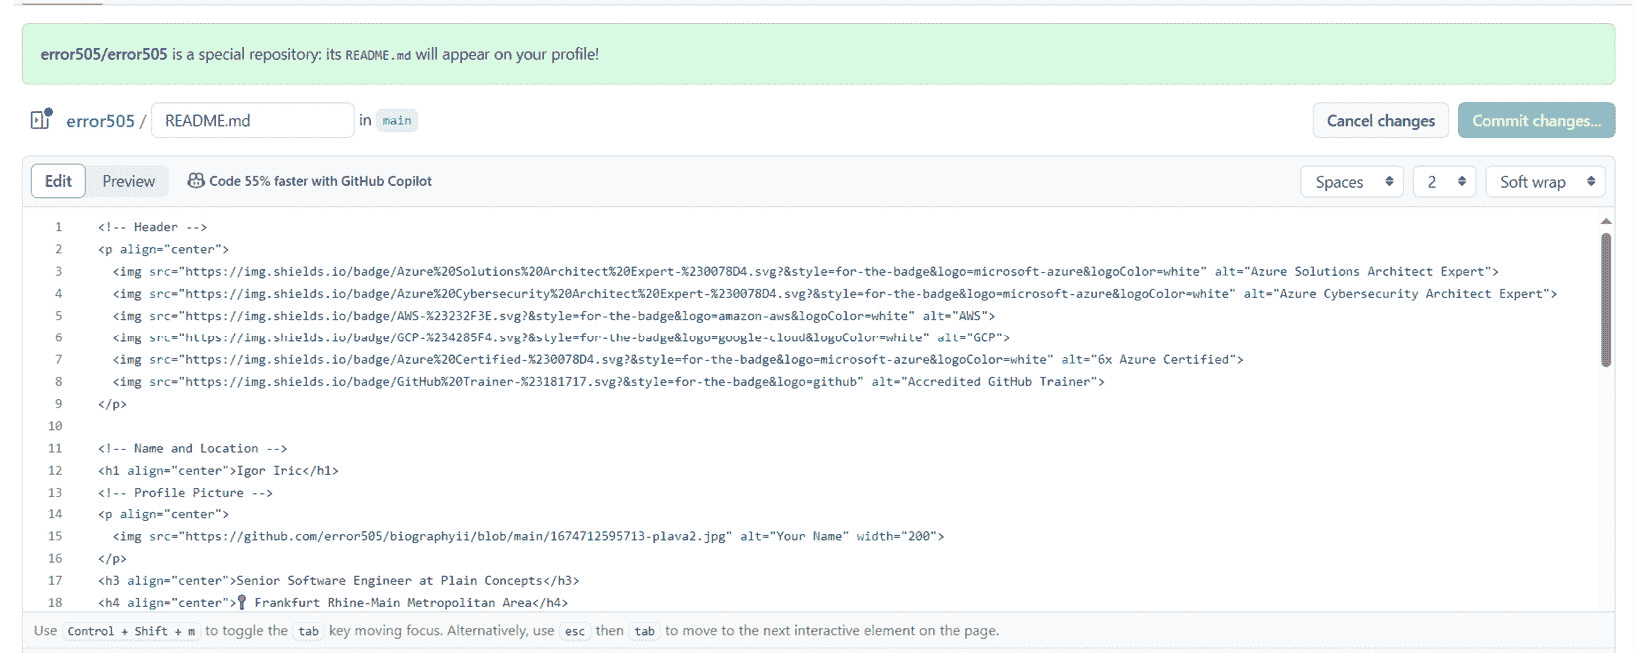 error505/error505 is a special repository: its README.md will appear on your profile!
error505 / README.md in main Cancel changes Commit changes...
Edit Preview Code 55% faster with GitHub Copilot Spaces 2 Soft wrap
1 <!-- Header -->
2 <p align="center">
3 <img src="https://img.shields.io/badge/Azure%20Solutions%20Architect%20Expert-%230078D4.svg?&style=for-the-badge&logo=microsoft-azure&logoColor=white" alt="Azure Solutions Architect Expert">
4 <img src="https://img.shields.io/badge/Azure%20Cybersecurity%20Architect%20Expert-%230078D4.svg?&style=for-the-badge&logo=microsoft-azure&logoColor=white" alt="Azure Cybersecurity Architect Expert">
5 <img src="https://img.shields.io/badge/AWS-%23232F3E.svg?&style=for-the-badge&logo=amazon-aws&logoColor=white" alt="AWS">
6 <img src="https://img.shields.io/badge/GCP-%234285F4.svg?&style=for-the-badge&logo=google-cloud&logoColor=white" alt="GCP">
7 <img src="https://img.shields.io/badge/Azure%20Certified-%230078D4.svg?&style=for-the-badge&logo=microsoft-azure&logoColor=white" alt="6x Azure Certified">
8 <img src="https://img.shields.io/badge/GitHub%20Trainer-%23181717.svg?&style=for-the-badge&logo=github" alt="Accredited GitHub Trainer">
9 </p>
10
11 <!-- Name and Location -->
12 <h1 align="center">Igor Iric</h1>
13 <!-- Profile Picture -->
14 <p align="center">
15 <img src="https://github.com/error505/biographyii/blob/main/1674712595713-plava2.jpg" alt="Your Name" width="200">
16 </p>
17 <h3 align="center">Senior Software Engineer at Plain Concepts</h3>
18 <h4 align="center">📍 Frankfurt Rhine-Main Metropolitan Area</h4>
Use Control + Shift + m to toggle the tab key moving focus. Alternatively, use esc then tab to move to the next interactive element on the page.